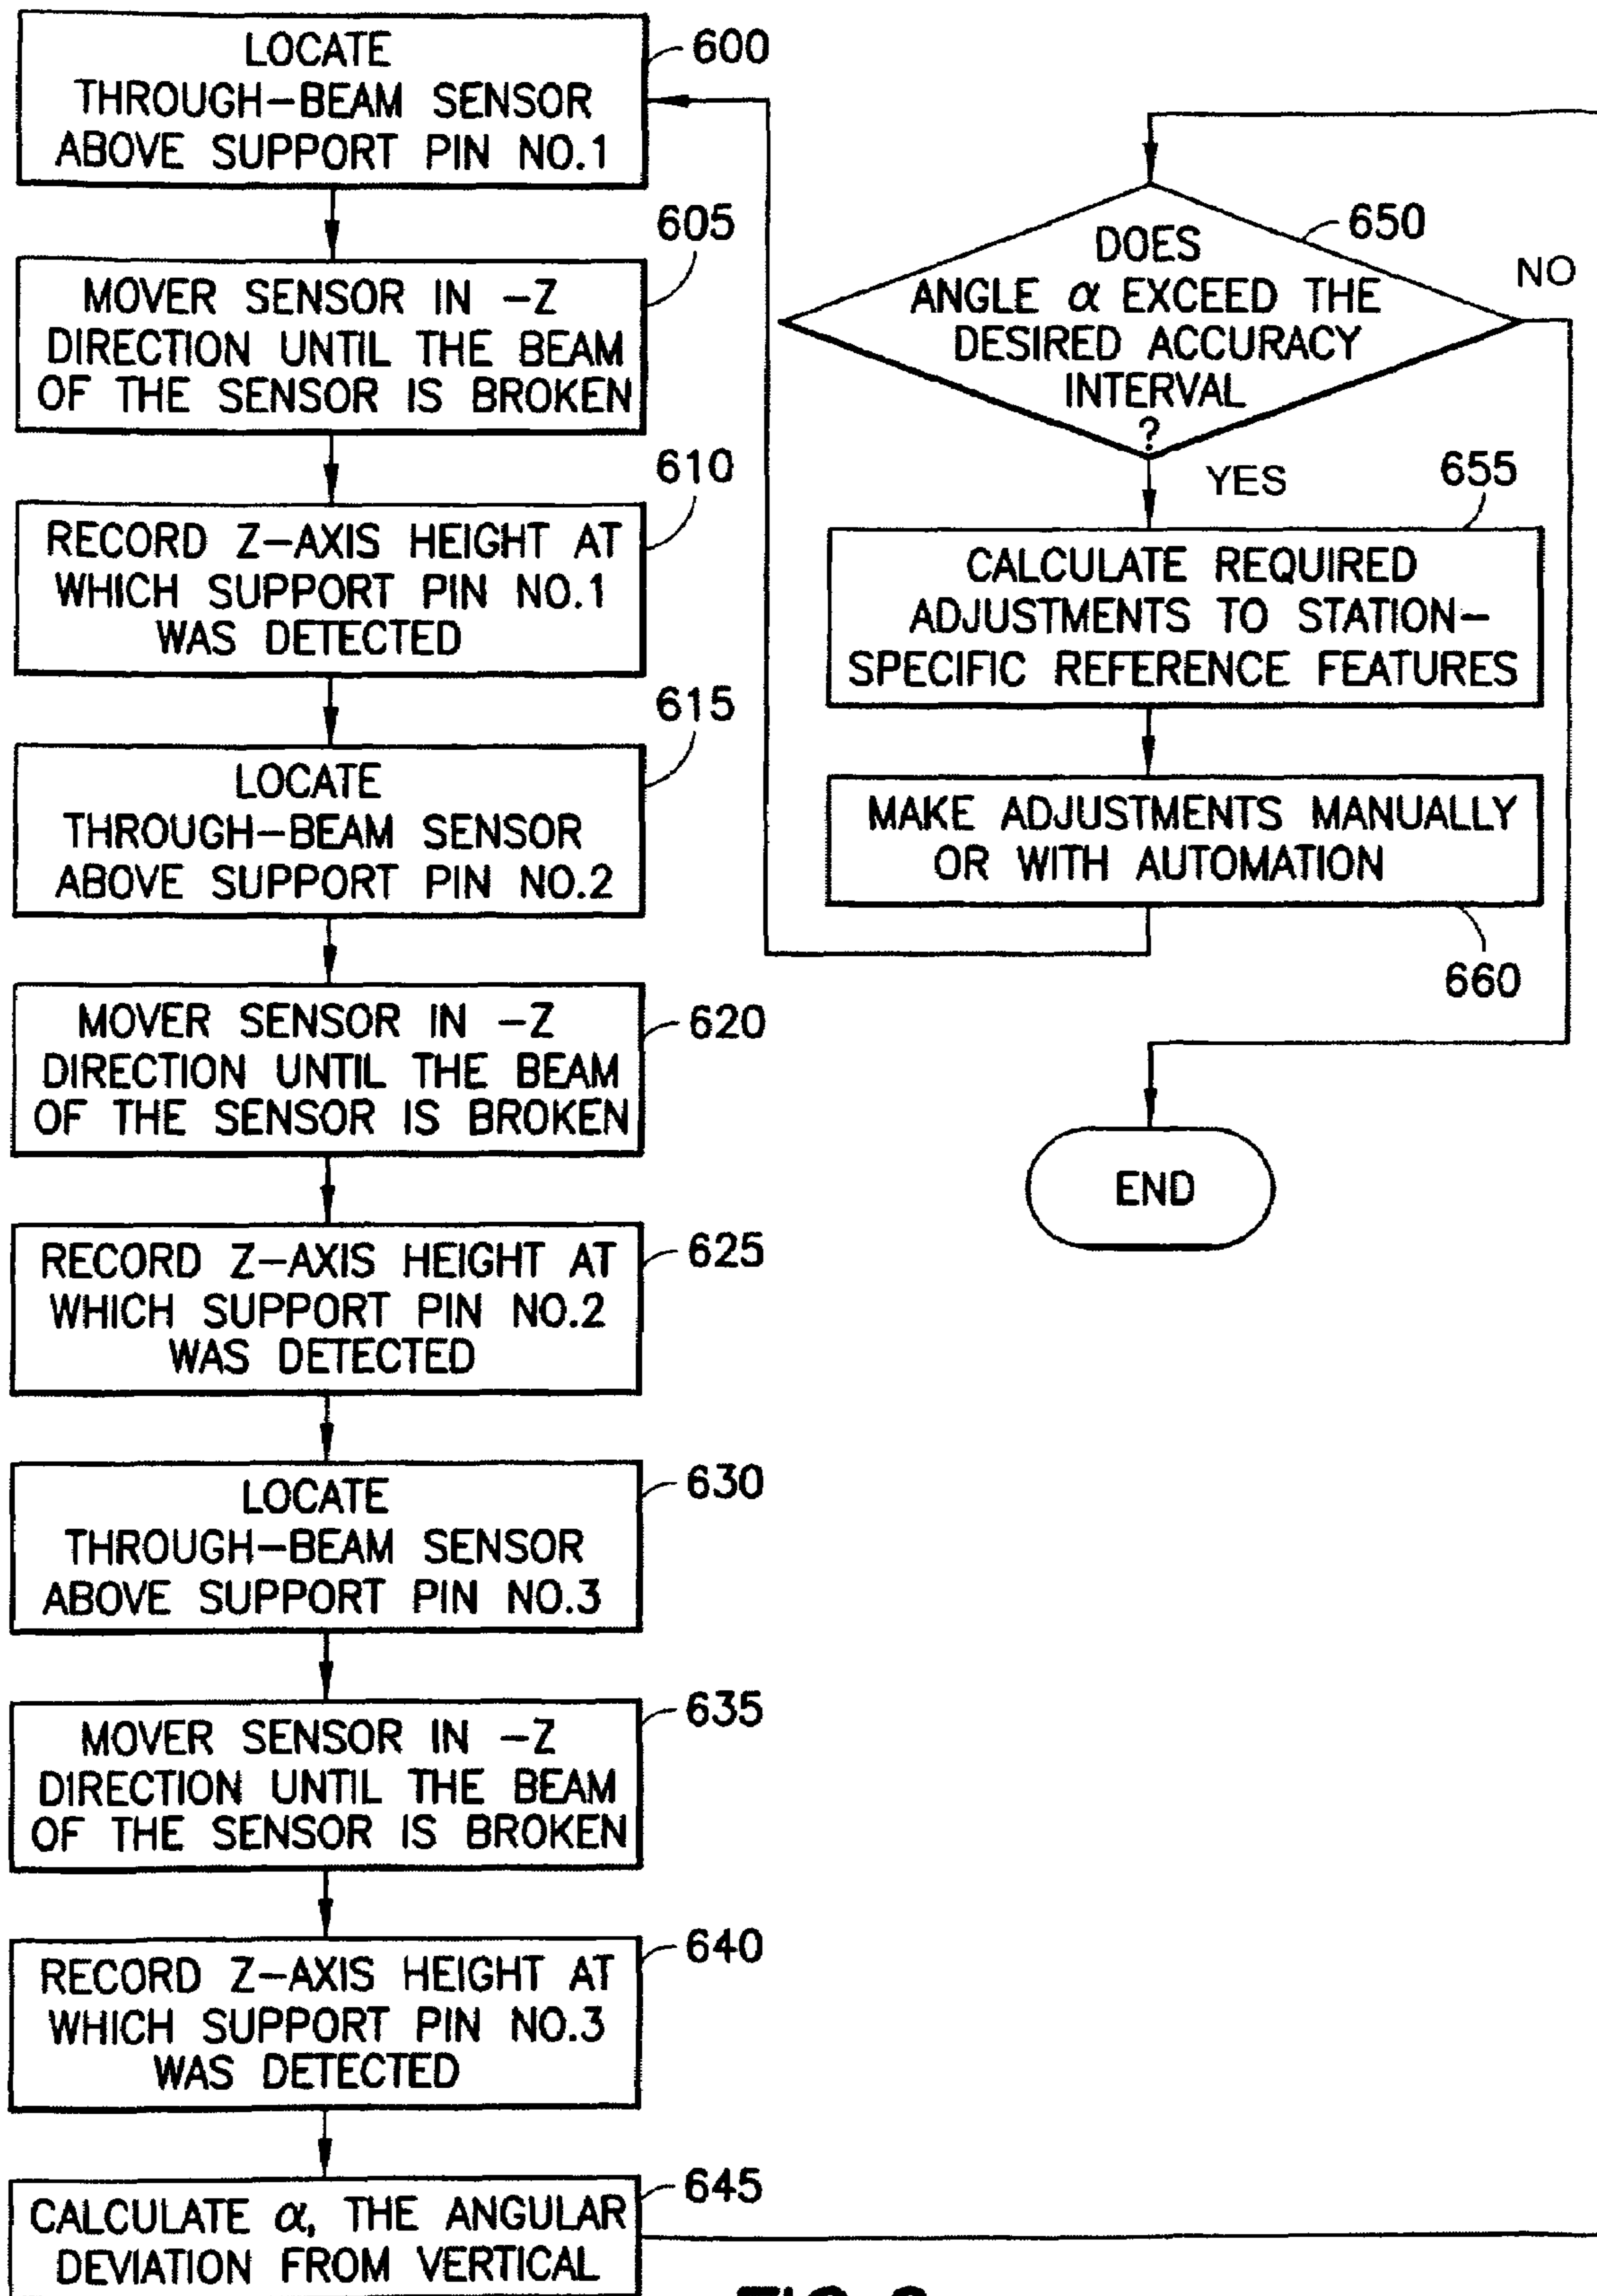 LOCATE
THROUGH-BEAM SENSOR
ABOVE SUPPORT PIN NO.1
600
MOVER SENSOR IN -Z
DIRECTION UNTIL THE BEAM
OF THE SENSOR IS BROKEN
605
RECORD Z-AXIS HEIGHT AT
WHICH SUPPORT PIN NO.1
WAS DETECTED
610
LOCATE
THROUGH-BEAM SENSOR
ABOVE SUPPORT PIN NO.2
615
MOVER SENSOR IN -Z
DIRECTION UNTIL THE BEAM
OF THE SENSOR IS BROKEN
620
RECORD Z-AXIS HEIGHT AT
WHICH SUPPORT PIN NO.2
WAS DETECTED
625
LOCATE
THROUGH-BEAM SENSOR
ABOVE SUPPORT PIN NO.3
630
MOVER SENSOR IN -Z
DIRECTION UNTIL THE BEAM
OF THE SENSOR IS BROKEN
635
RECORD Z-AXIS HEIGHT AT
WHICH SUPPORT PIN NO.3
WAS DETECTED
640
CALCULATE α, THE ANGULAR
DEVIATION FROM VERTICAL
645
DOES
ANGLE α EXCEED THE
DESIRED ACCURACY
INTERVAL
?
650
NO
YES
655
CALCULATE REQUIRED
ADJUSTMENTS TO STATION-
SPECIFIC REFERENCE FEATURES
MAKE ADJUSTMENTS MANUALLY
OR WITH AUTOMATION
660
END